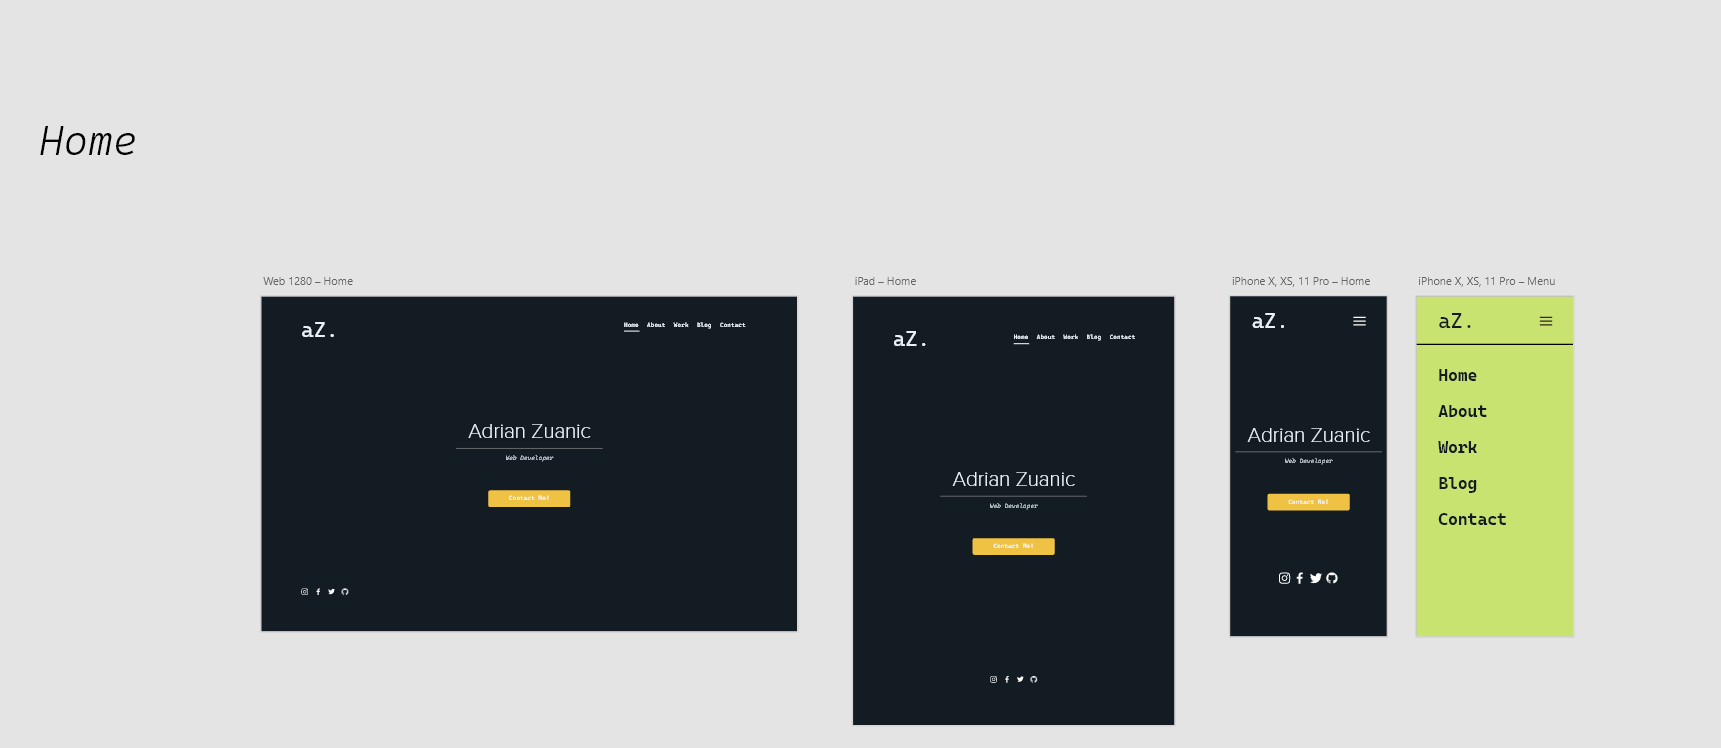 Home
Web 1280 – Home
aZ.
Home About Work Blog Contact
Adrian Zuanic
Web Developer
Contact Me!
iPad – Home
aZ.
Home About Work Blog Contact
Adrian Zuanic
Web Developer
Contact Me!
iPhone X, XS, 11 Pro – Home
aZ.
Adrian Zuanic
Web Developer
Contact Me!
iPhone X, XS, 11 Pro – Menu
aZ.
Home
About
Work
Blog
Contact